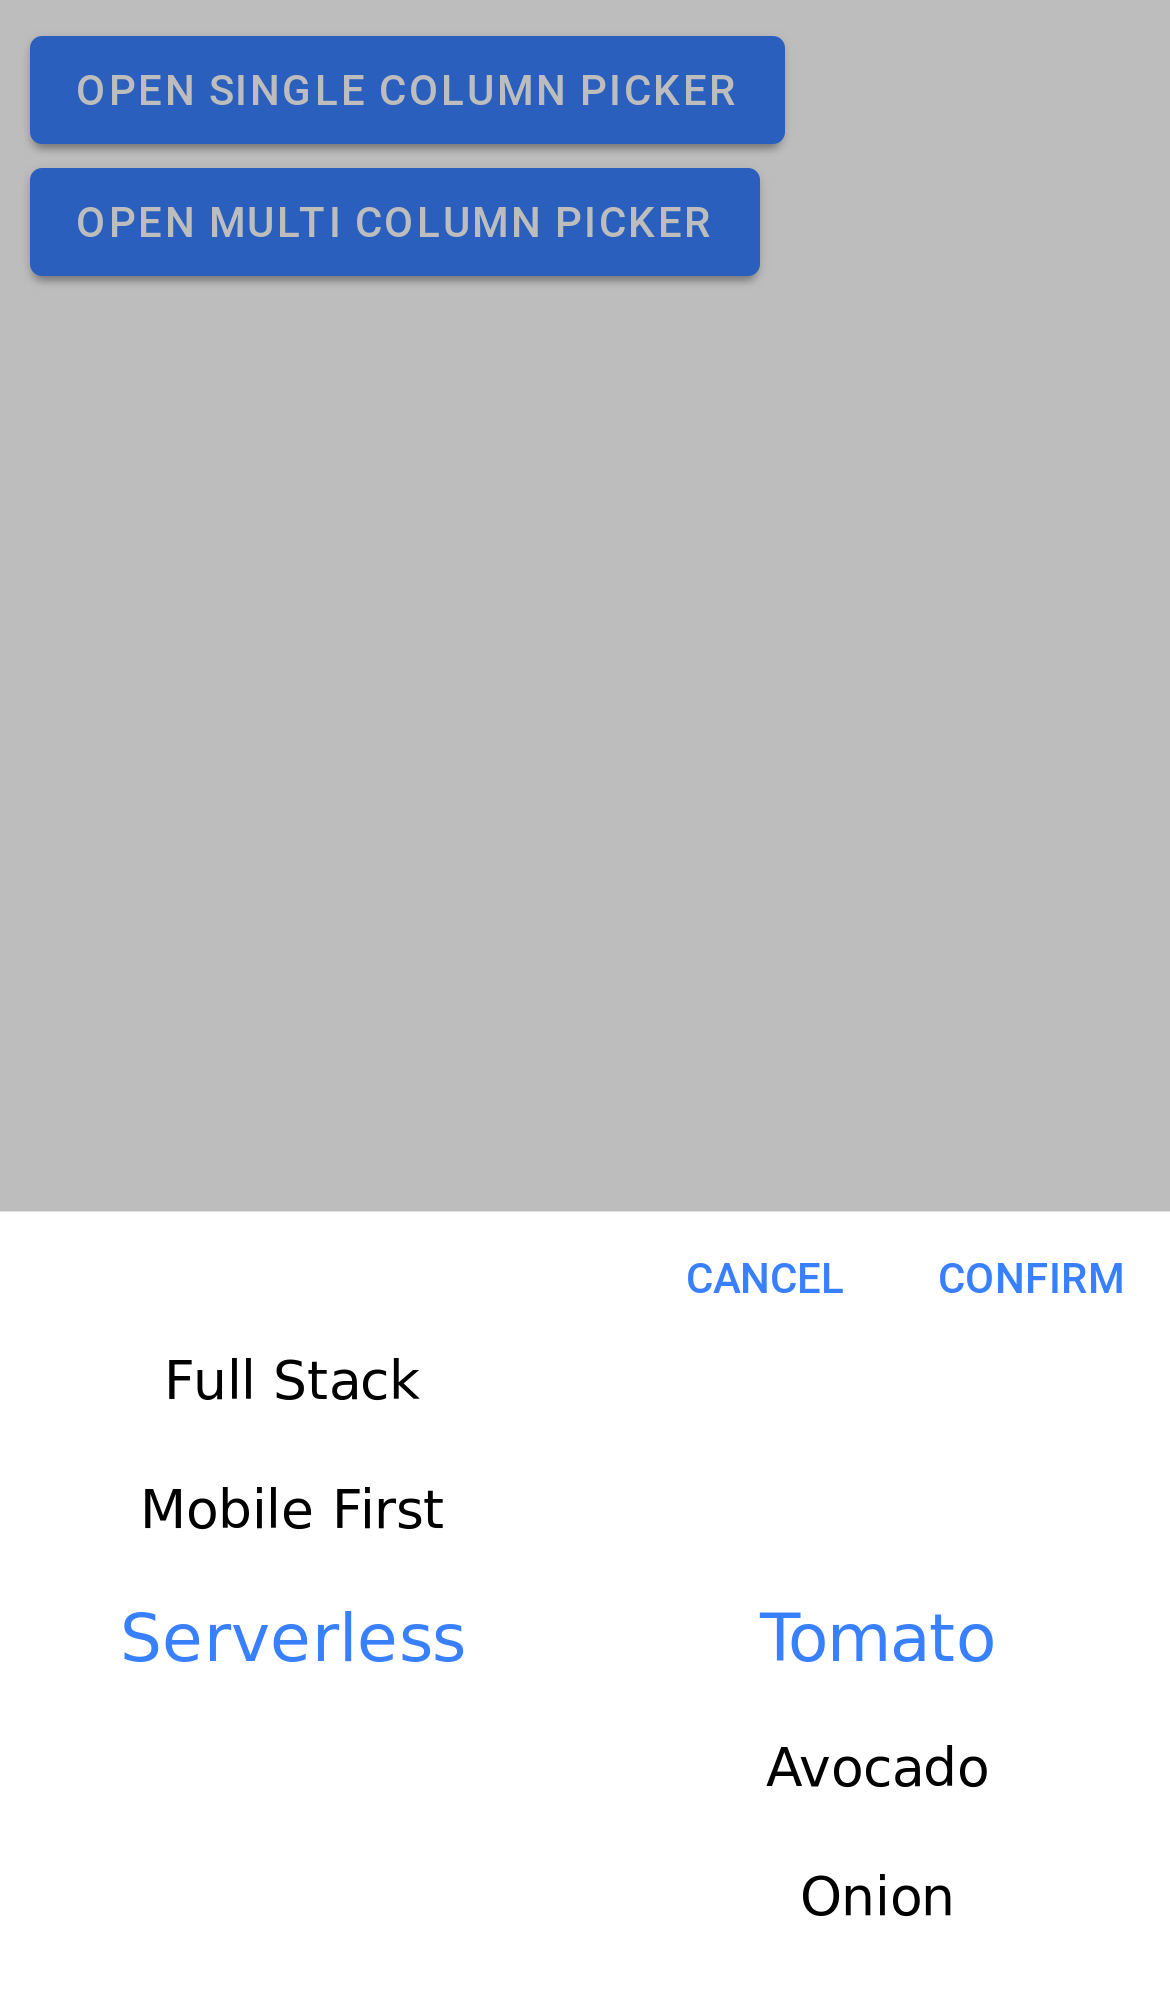 OPEN SINGLE COLUMN PICKER
OPEN MULTI COLUMN PICKER
CANCEL CONFIRM
Full Stack
Mobile First
Serverless Tomato
Avocado
Onion